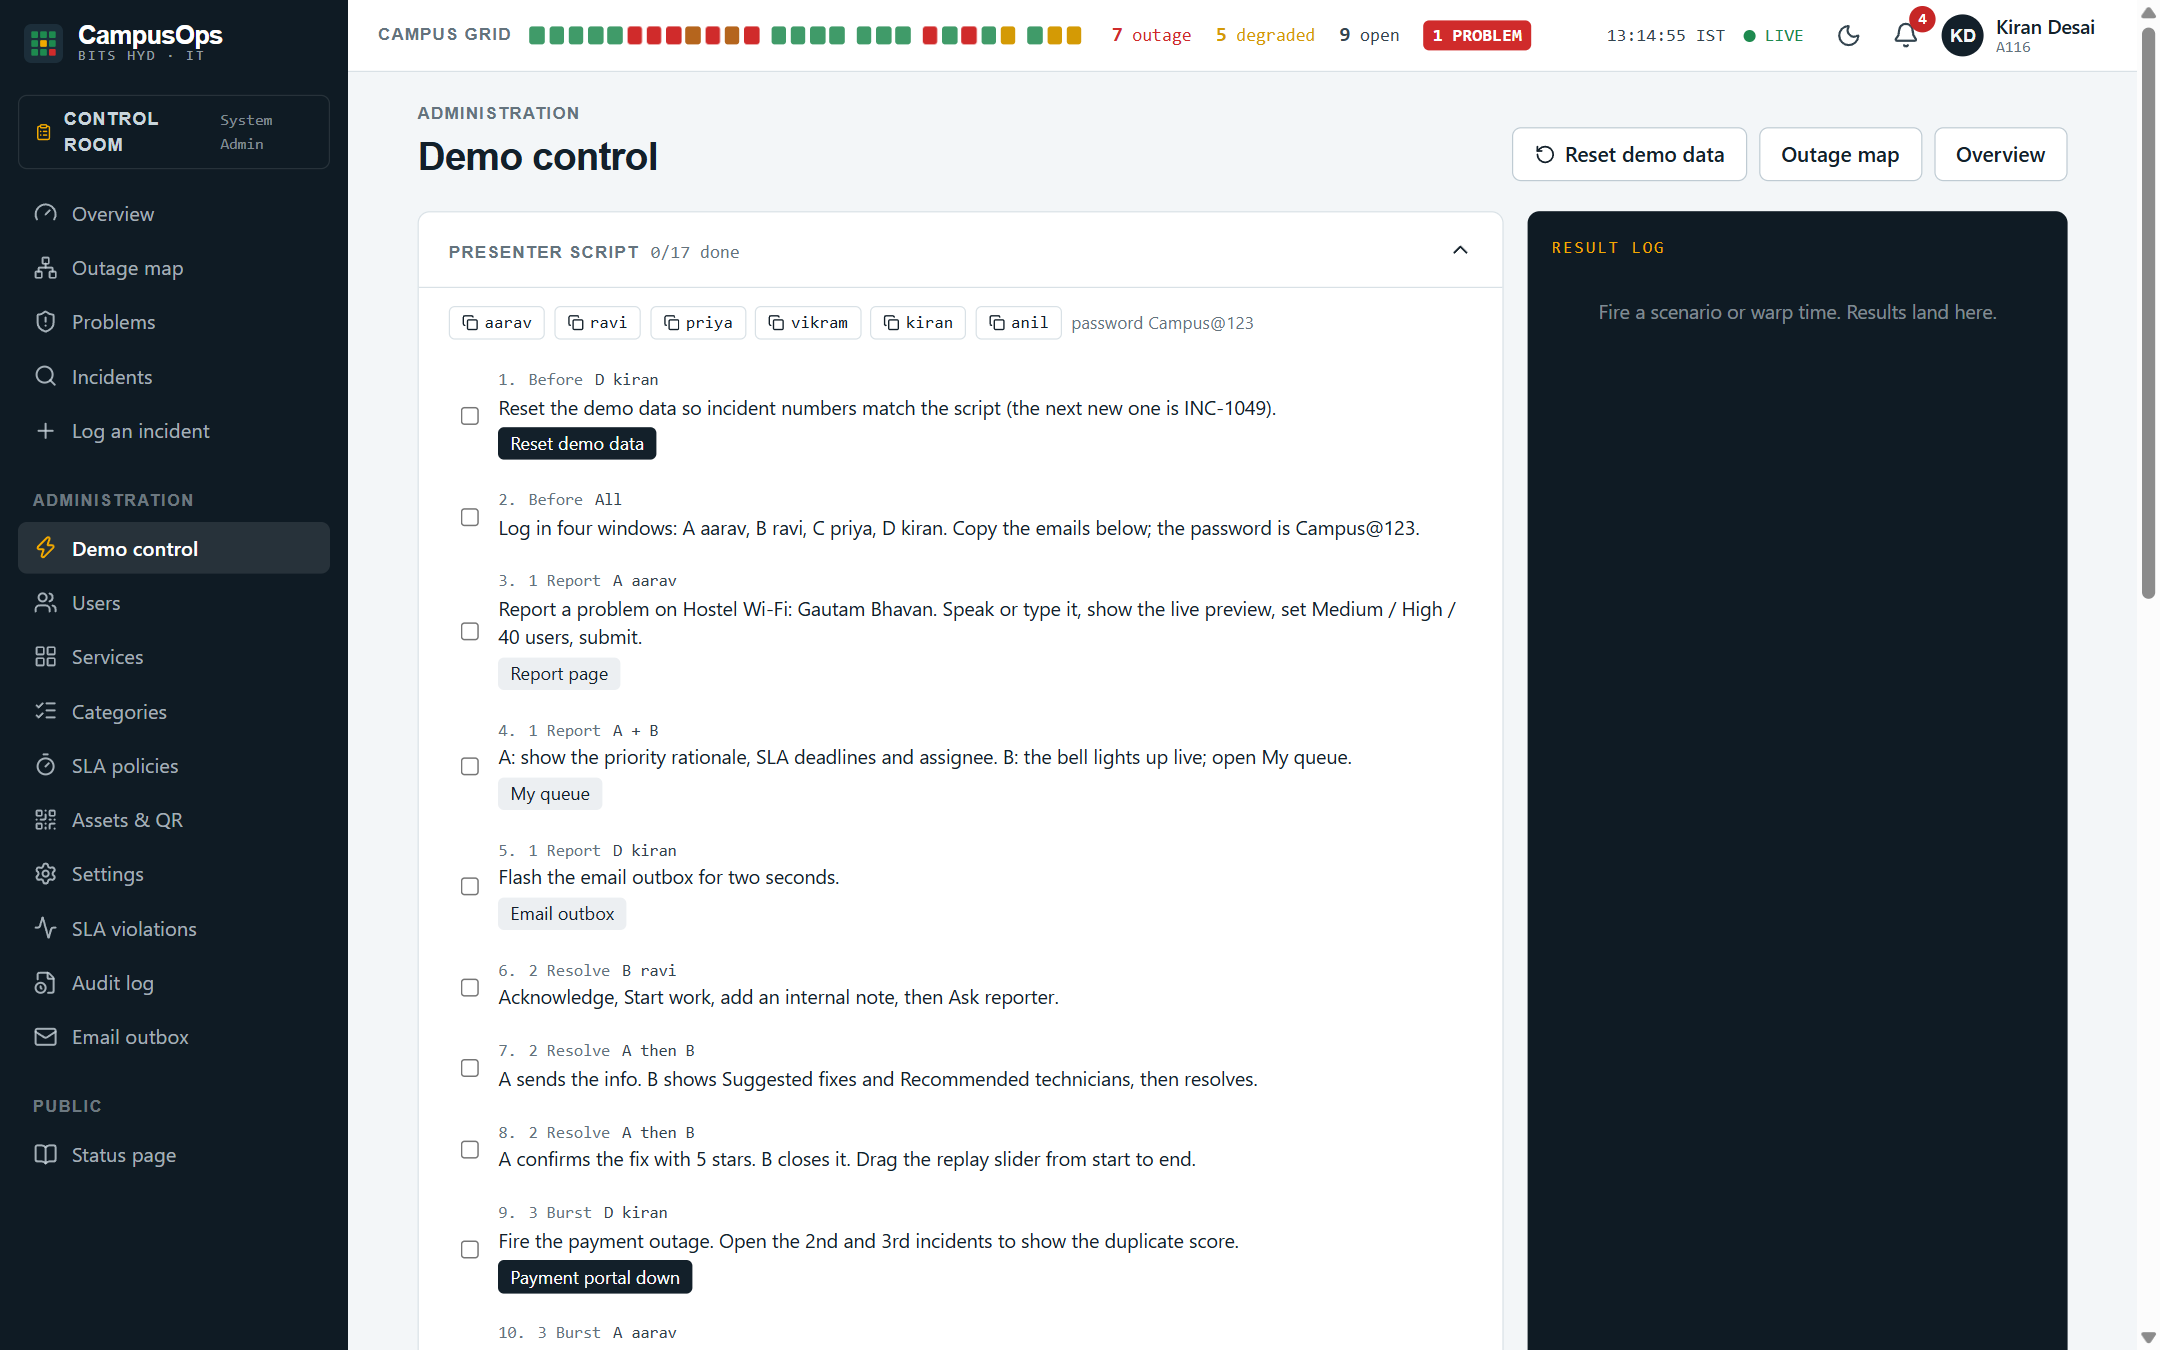 CampusOps
BITS HYD · IT
CONTROL ROOM
System Admin
Overview
Outage map
Problems
Incidents
Log an incident
ADMINISTRATION
Demo control
Users
Services
Categories
SLA policies
Assets & QR
Settings
SLA violations
Audit log
Email outbox
PUBLIC
Status page
CAMPUS GRID
7 outage 5 degraded 9 open 1 PROBLEM
13:14:55 IST LIVE
4
KD
Kiran Desai
A116
ADMINISTRATION
Demo control
Reset demo data
Outage map
Overview
PRESENTER SCRIPT 0/17 done
aarav ravi priya vikram kiran anil password Campus@123
1. Before D kiran
Reset the demo data so incident numbers match the script (the next new one is INC-1049).
Reset demo data
2. Before All
Log in four windows: A aarav, B ravi, C priya, D kiran. Copy the emails below; the password is Campus@123.
3. 1 Report A aarav
Report a problem on Hostel Wi-Fi: Gautam Bhavan. Speak or type it, show the live preview, set Medium / High /
40 users, submit.
Report page
4. 1 Report A + B
A: show the priority rationale, SLA deadlines and assignee. B: the bell lights up live; open My queue.
My queue
5. 1 Report D kiran
Flash the email outbox for two seconds.
Email outbox
6. 2 Resolve B ravi
Acknowledge, Start work, add an internal note, then Ask reporter.
7. 2 Resolve A then B
A sends the info. B shows Suggested fixes and Recommended technicians, then resolves.
8. 2 Resolve A then B
A confirms the fix with 5 stars. B closes it. Drag the replay slider from start to end.
9. 3 Burst D kiran
Fire the payment outage. Open the 2nd and 3rd incidents to show the duplicate score.
Payment portal down
10. 3 Burst A aarav
RESULT LOG
Fire a scenario or warp time. Results land here.